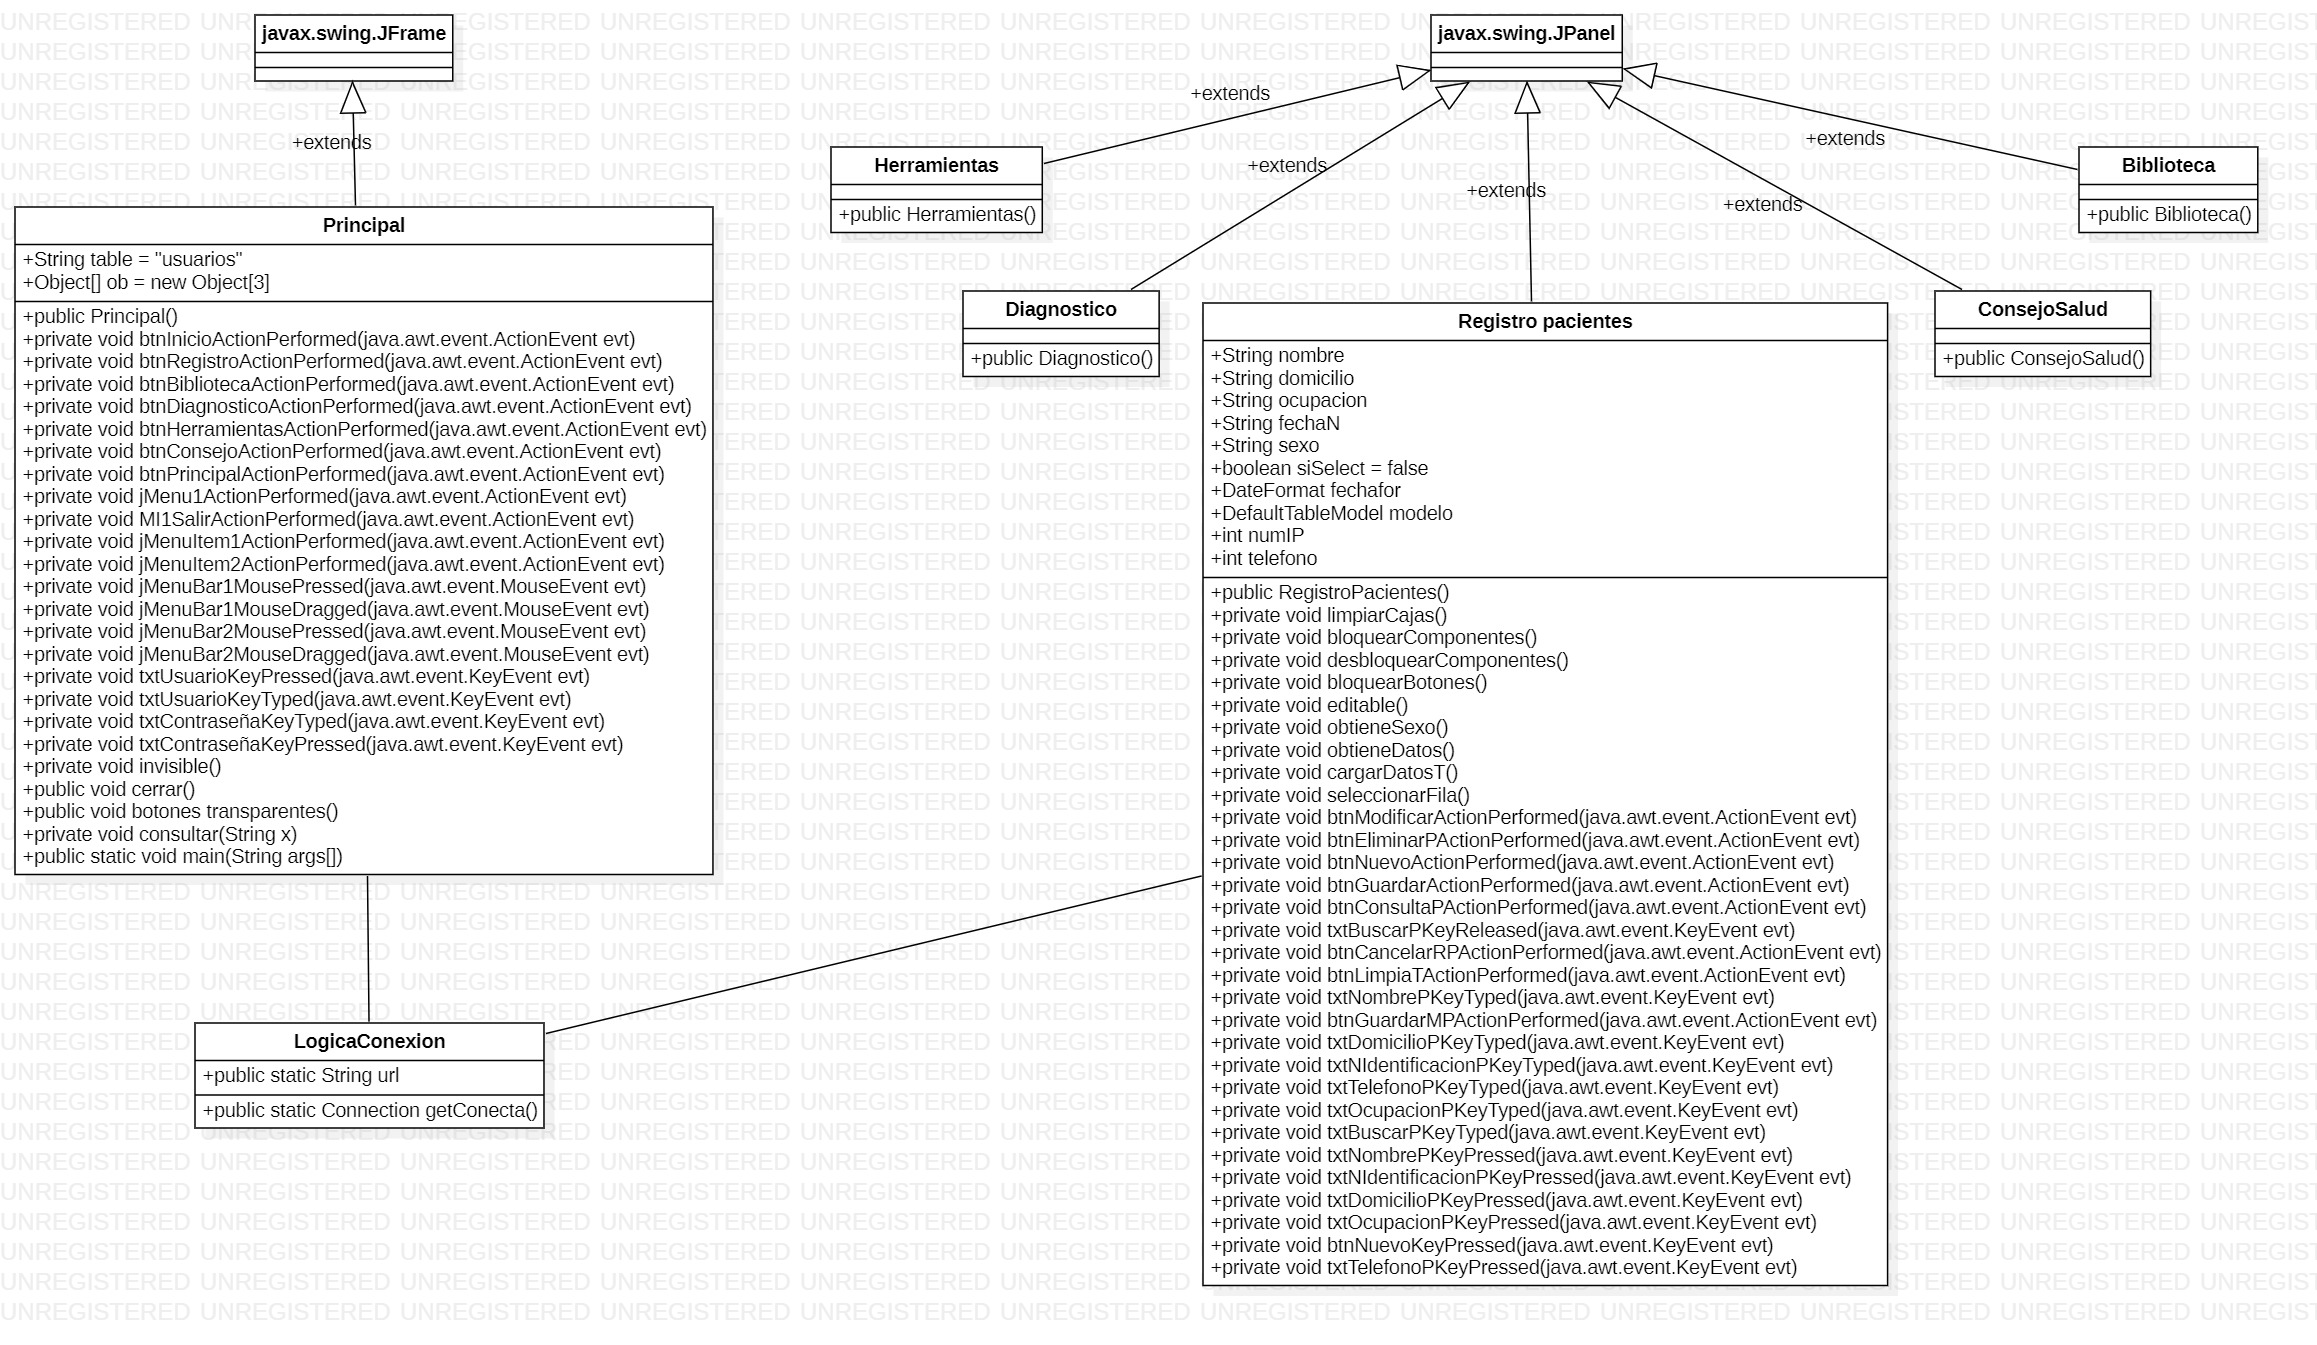 javax.swing.JFrame
+extends
Principal
+String table = "usuarios"
+Object[] ob = new Object[3]
+public Principal()
+private void btnInicioActionPerformed(java.awt.event.ActionEvent evt)
+private void btnRegistroActionPerformed(java.awt.event.ActionEvent evt)
+private void btnBibliotecaActionPerformed(java.awt.event.ActionEvent evt)
+private void btnDiagnosticoActionPerformed(java.awt.event.ActionEvent evt)
+private void btnHerramientasActionPerformed(java.awt.event.ActionEvent evt)
+private void btnConsejoActionPerformed(java.awt.event.ActionEvent evt)
+private void btnPrincipalActionPerformed(java.awt.event.ActionEvent evt)
+private void jMenu1ActionPerformed(java.awt.event.ActionEvent evt)
+private void MI1SalirActionPerformed(java.awt.event.ActionEvent evt)
+private void jMenuItem1ActionPerformed(java.awt.event.ActionEvent evt)
+private void jMenuItem2ActionPerformed(java.awt.event.ActionEvent evt)
+private void jMenuBar1MousePressed(java.awt.event.MouseEvent evt)
+private void jMenuBar1MouseDragged(java.awt.event.MouseEvent evt)
+private void jMenuBar2MousePressed(java.awt.event.MouseEvent evt)
+private void jMenuBar2MouseDragged(java.awt.event.MouseEvent evt)
+private void txtUsuarioKeyPressed(java.awt.event.KeyEvent evt)
+private void txtUsuarioKeyTyped(java.awt.event.KeyEvent evt)
+private void txtContraseñaKeyTyped(java.awt.event.KeyEvent evt)
+private void txtContraseñaKeyPressed(java.awt.event.KeyEvent evt)
+private void invisible()
+public void cerrar()
+public void botones transparentes()
+private void consultar(String x)
+public static void main(String args[])
LogicaConexion
+public static String url
+public static Connection getConecta()
javax.swing.JPanel
+extends
+extends
+extends
+extends
+extends
Herramientas
+public Herramientas()
Diagnostico
+public Diagnostico()
Registro pacientes
+String nombre
+String domicilio
+String ocupacion
+String fechaN
+String sexo
+boolean siSelect = false
+DateFormat fechafor
+DefaultTableModel modelo
+int numIP
+int telefono
+public RegistroPacientes()
+private void limpiarCajas()
+private void bloquearComponentes()
+private void desbloquearComponentes()
+private void bloquearBotones()
+private void editable()
+private void obtieneSexo()
+private void obtieneDatos()
+private void cargarDatosT()
+private void seleccionarFila()
+private void btnModificarActionPerformed(java.awt.event.ActionEvent evt)
+private void btnEliminarPActionPerformed(java.awt.event.ActionEvent evt)
+private void btnNuevoActionPerformed(java.awt.event.ActionEvent evt)
+private void btnGuardarActionPerformed(java.awt.event.ActionEvent evt)
+private void btnConsultaPActionPerformed(java.awt.event.ActionEvent evt)
+private void txtBuscarPKeyReleased(java.awt.event.KeyEvent evt)
+private void btnCancelarRPActionPerformed(java.awt.event.ActionEvent evt)
+private void btnLimpiaTActionPerformed(java.awt.event.ActionEvent evt)
+private void txtNombrePKeyTyped(java.awt.event.KeyEvent evt)
+private void btnGuardarMPActionPerformed(java.awt.event.ActionEvent evt)
+private void txtDomicilioPKeyTyped(java.awt.event.KeyEvent evt)
+private void txtNIdentificacionPKeyTyped(java.awt.event.KeyEvent evt)
+private void txtTelefonoPKeyTyped(java.awt.event.KeyEvent evt)
+private void txtOcupacionPKeyTyped(java.awt.event.KeyEvent evt)
+private void txtBuscarPKeyTyped(java.awt.event.KeyEvent evt)
+private void txtNombrePKeyPressed(java.awt.event.KeyEvent evt)
+private void txtNIdentificacionPKeyPressed(java.awt.event.KeyEvent evt)
+private void txtDomicilioPKeyPressed(java.awt.event.KeyEvent evt)
+private void txtOcupacionPKeyPressed(java.awt.event.KeyEvent evt)
+private void btnNuevoKeyPressed(java.awt.event.KeyEvent evt)
+private void txtTelefonoPKeyPressed(java.awt.event.KeyEvent evt)
ConsejoSalud
+public ConsejoSalud()
Biblioteca
+public Biblioteca()
UNREGISTERED